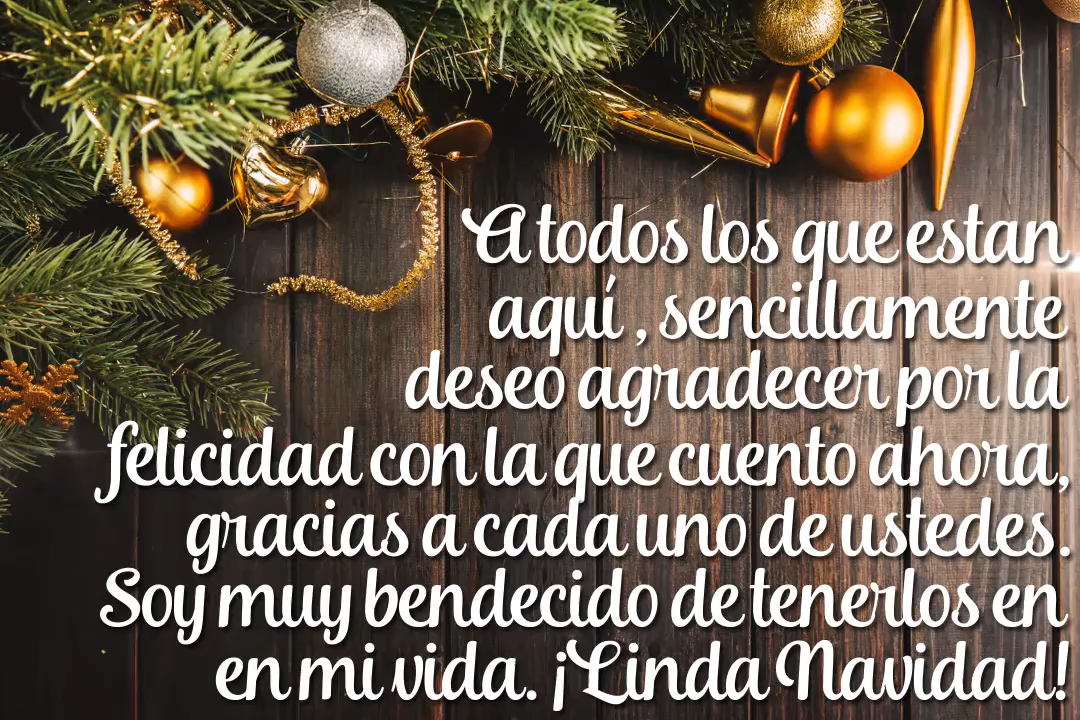 A todos los que estan
aquí , sencillamente
deseo agradecer por la
felicidad con la que cuento ahora,
gracias a cada uno de ustedes.
Soy muy bendecido de tenerlos en
en mi vida. ¡Linda Navidad!